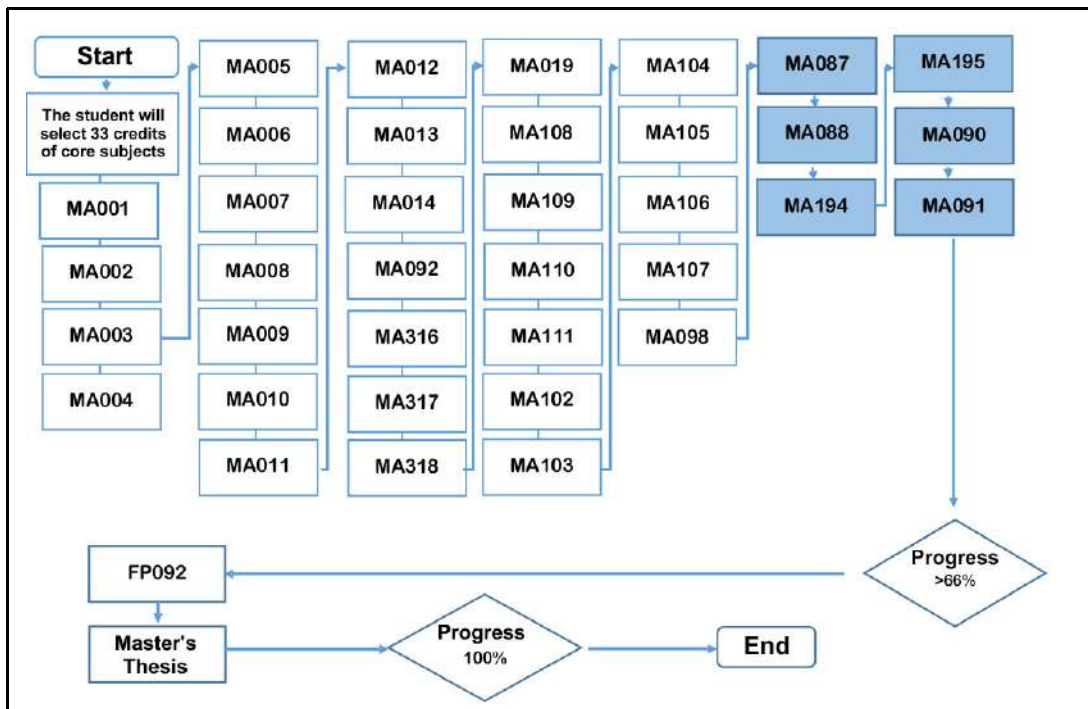 Start
The student will
select 33 credits
of core subjects
MA001
MA002
MA003
MA004
MA005
MA006
MA007
MA008
MA009
MA010
MA011
MA012
MA013
MA014
MA092
MA316
MA317
MA318
MA019
MA108
MA109
MA110
MA111
MA102
MA103
MA104
MA105
MA106
MA107
MA098
MA087
MA088
MA194
MA195
MA090
MA091
Progress
>66%
FP092
Master's
Thesis
Progress
100%
End